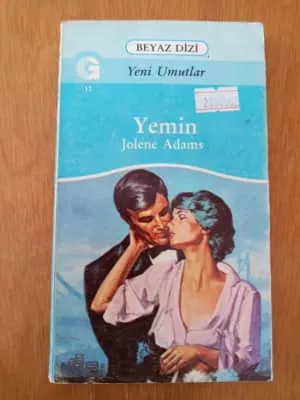 BEYAZ DİZİ
G
Yeni Umutlar
Yemin
Jolene Adams